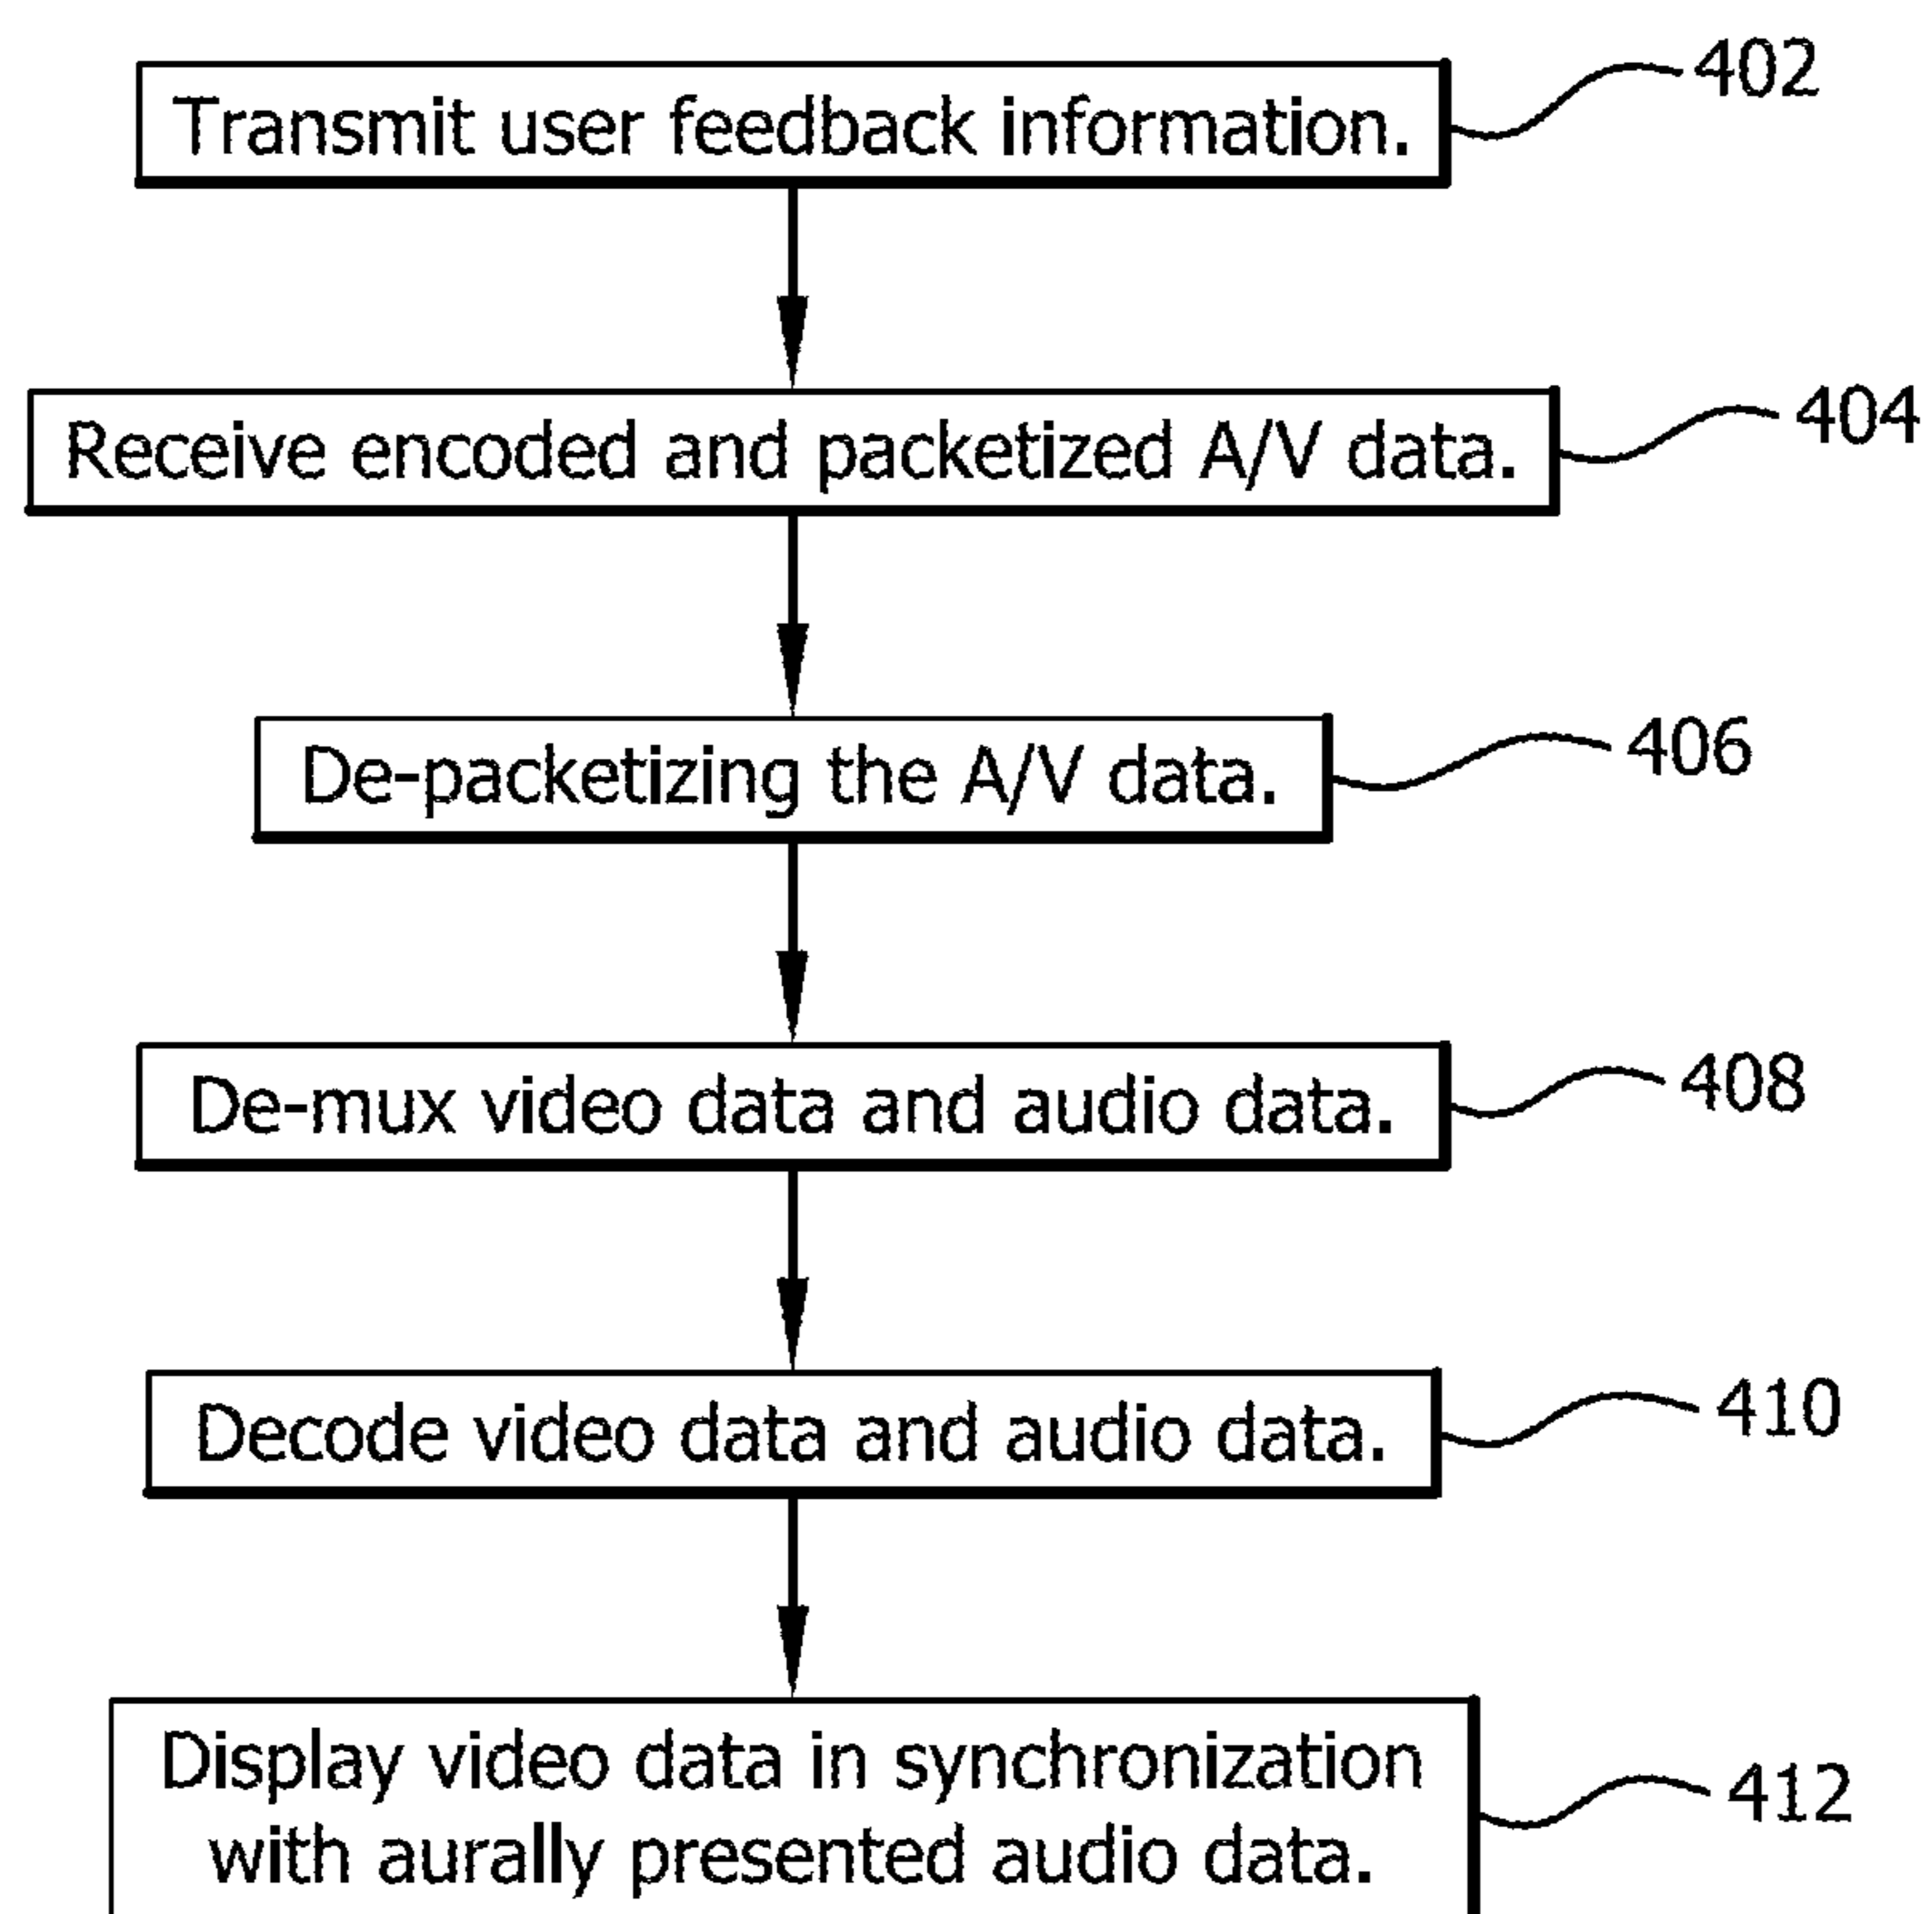 Transmit user feedback information.
402
Receive encoded and packetized A/V data.
404
De-packetizing the A/V data.
406
De-mux video data and audio data.
408
Decode video data and audio data.
410
Display video data in synchronization
with aurally presented audio data.
412